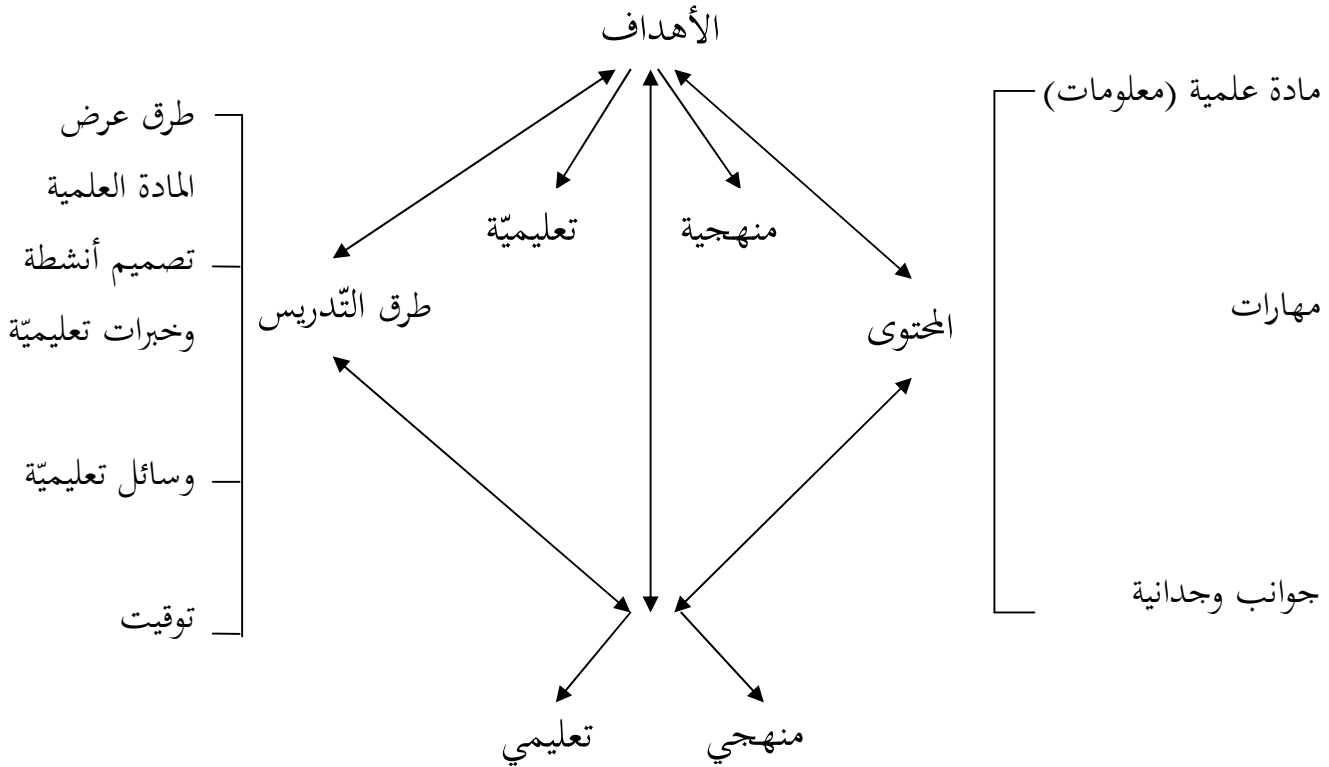 الأهداف
مادة علمية (معلومات)
طرق عرض
المادة العلمية
منهجية
تعليميّة
تصميم أنشطة
مهارات
المحتوى
طرق التّدريس
وخبرات تعليميّة
وسائل تعليميّة
جوانب وجدانية
توقيت
منهجي
تعليمي